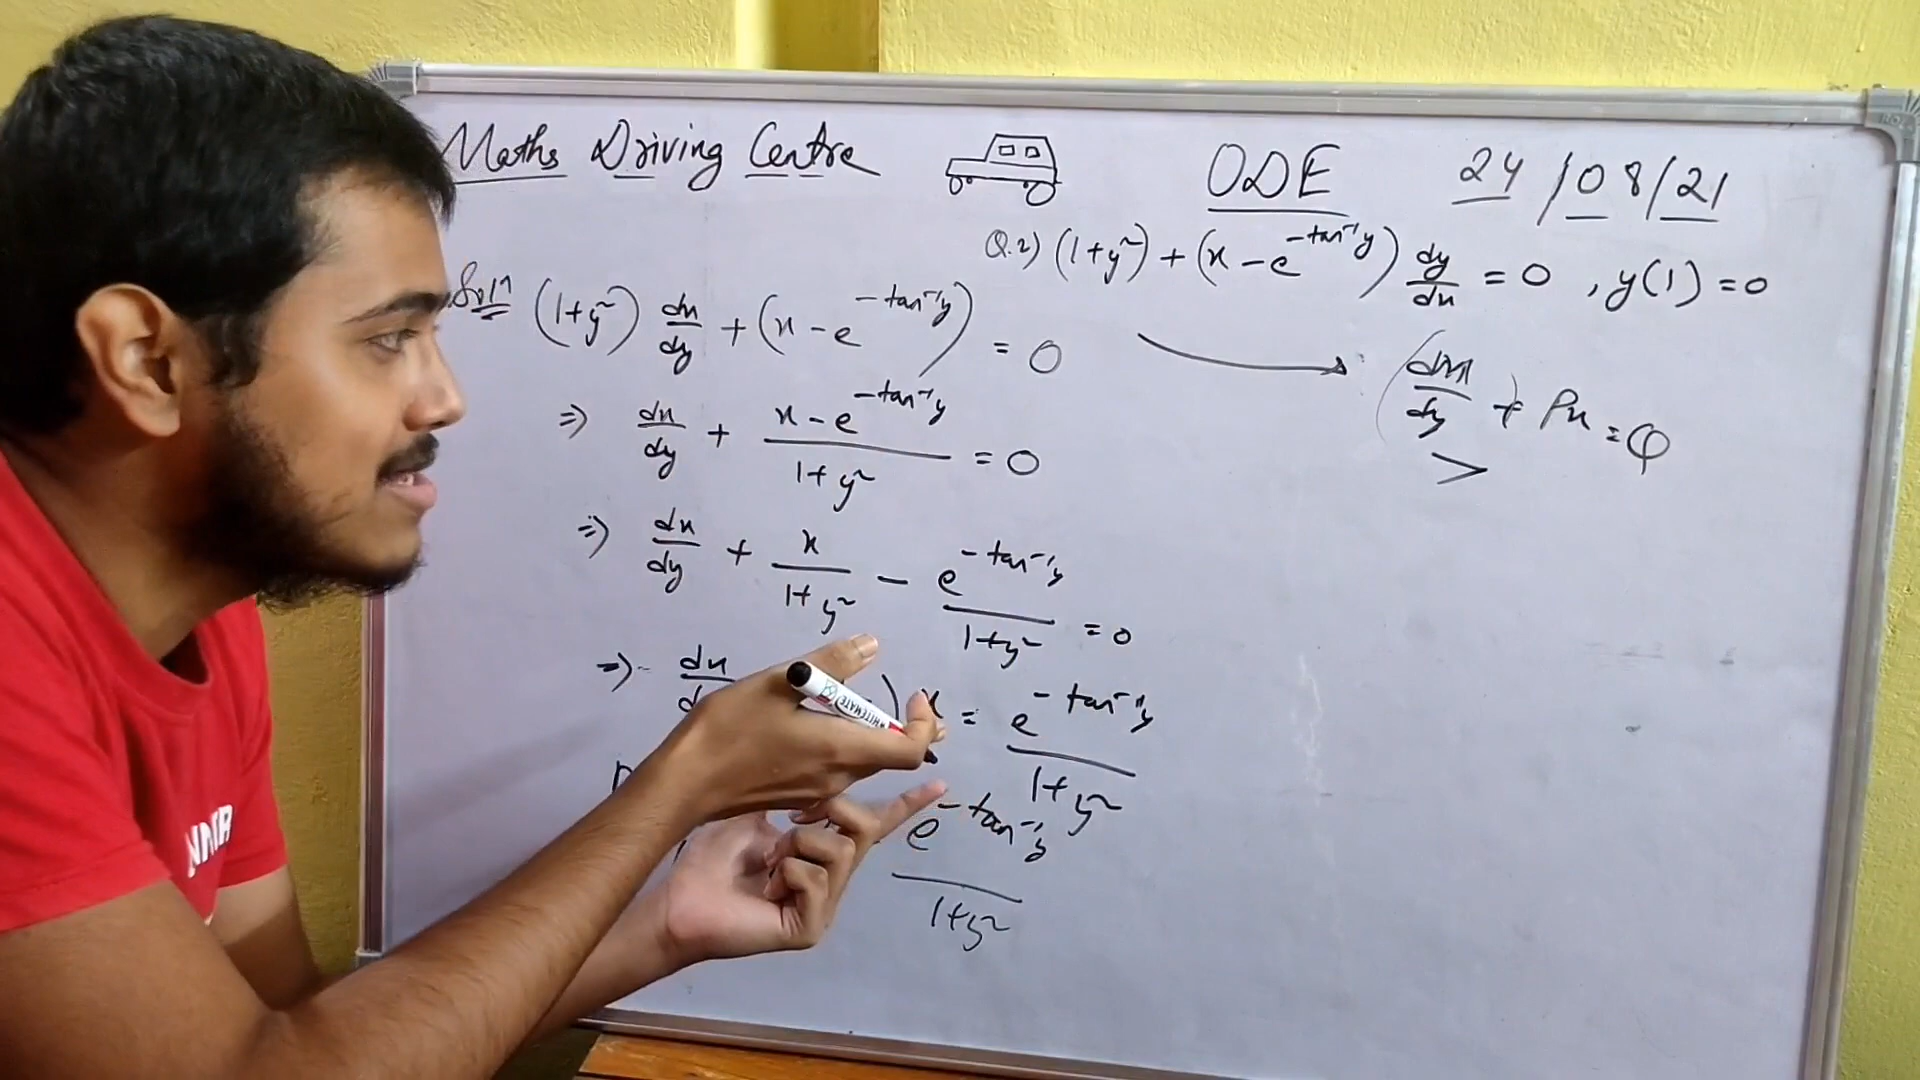 Maths Driving Centre
ODE
24/08/21
Q.2) (1+y²) + (x − e^(−tan⁻¹y)) dy/dx = 0 , y(1) = 0
Solⁿ (1+y²) dx/dy + (x − e^(−tan⁻¹y)) = 0
dx/dy + Px = Q
⇒ dx/dy + (x − e^(−tan⁻¹y))/(1+y²) = 0
⇒ dx/dy + x/(1+y²) − e^(−tan⁻¹y)/(1+y²) = 0
⇒ dx ) x = e^(−tan⁻¹y)/(1+y²)
e^(−tan⁻¹y)/(1+y²)
WHITEMATE